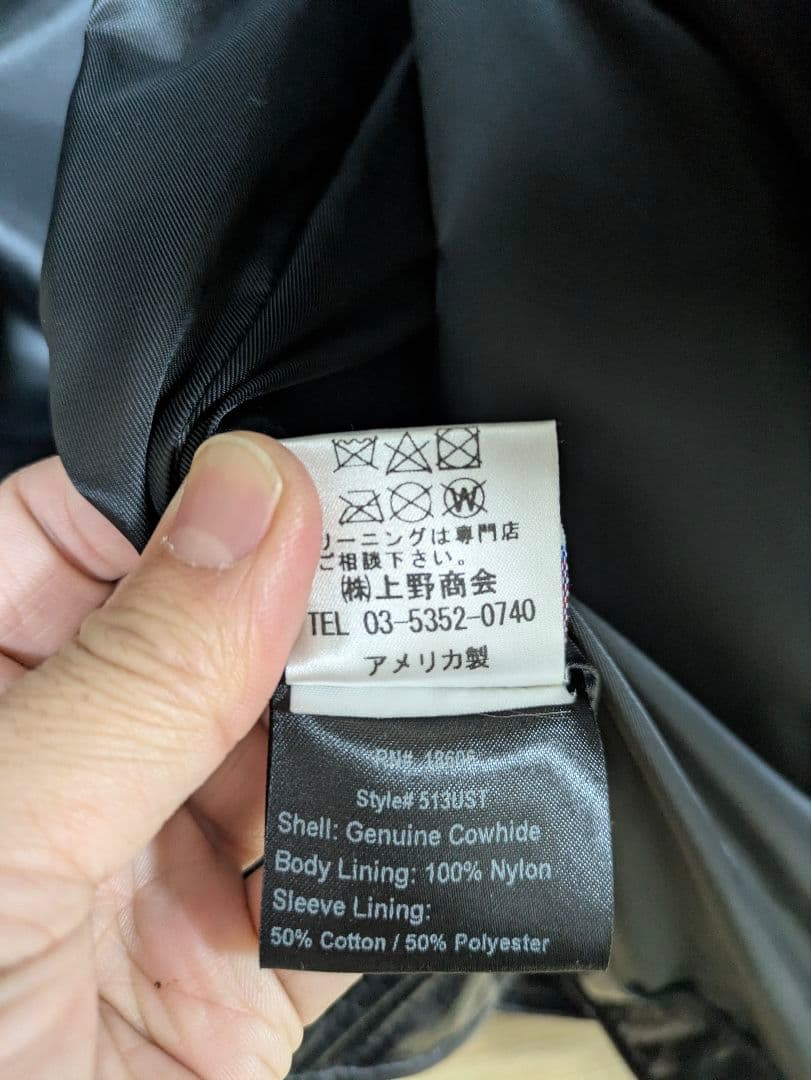 リーニングは専門店
ご相談下さい。
㈱上野商会
TEL 03-5352-0740
アメリカ製
RN# 18606
Style# 513UST
Shell: Genuine Cowhide
Body Lining: 100% Nylon
Sleeve Lining:
50% Cotton / 50% Polyester